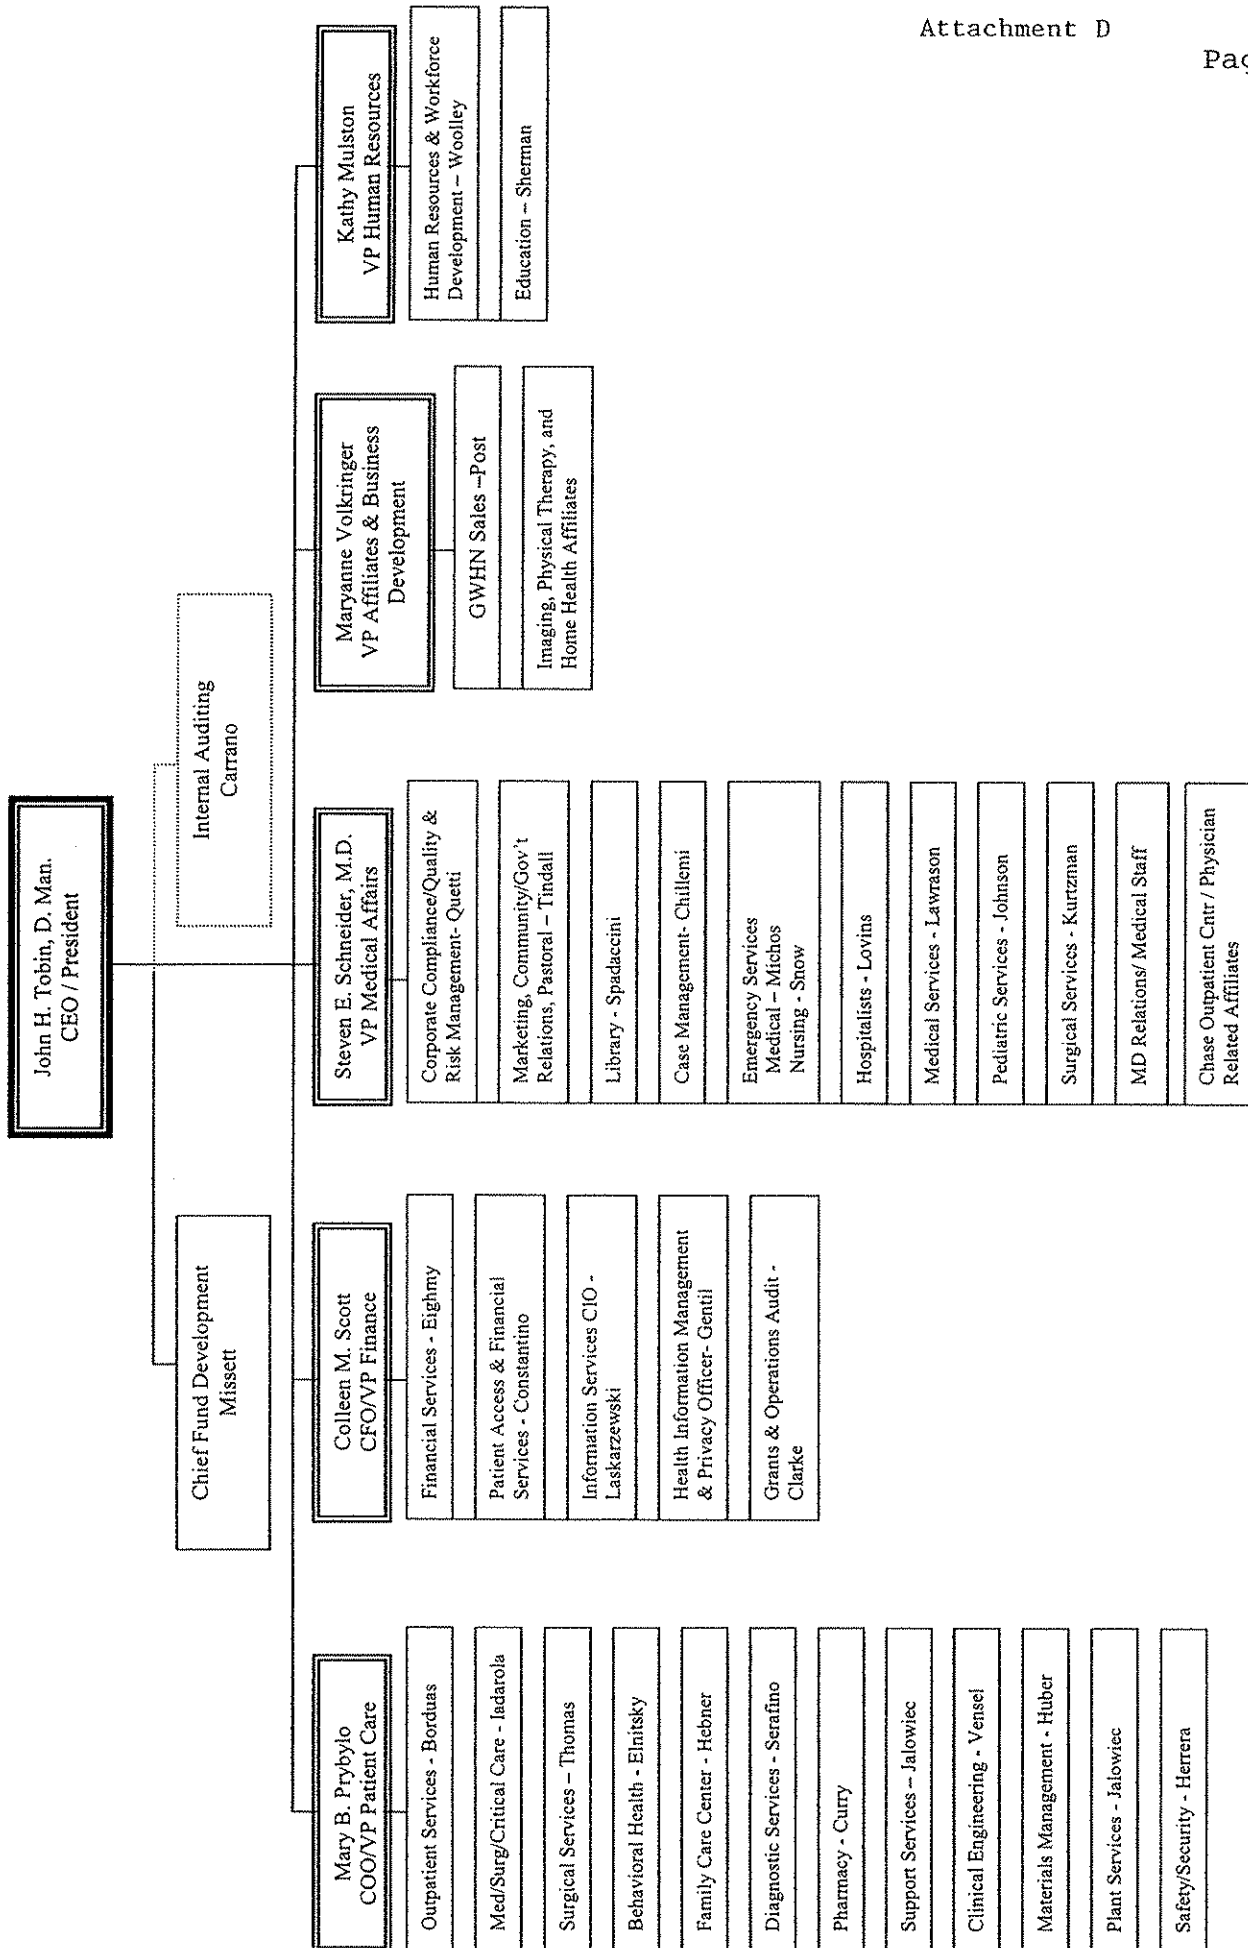 Attachment D
Pag
John H. Tobin, D. Man.
CEO / President
Chief Fund Development
Missett
Internal Auditing
Carrano
Mary B. Prybylo
COO/VP Patient Care
Outpatient Services - Borduas
Med/Surg/Critical Care - Iadarola
Surgical Services – Thomas
Behavioral Health - Elnitsky
Family Care Center - Hebner
Diagnostic Services - Serafino
Pharmacy - Curry
Support Services – Jalowiec
Clinical Engineering - Vensel
Materials Management - Huber
Plant Services - Jalowiec
Safety/Security - Herrera
Colleen M. Scott
CFO/VP Finance
Financial Services - Eighmy
Patient Access & Financial
Services - Constantino
Information Services CIO -
Laskarzewski
Health Information Management
& Privacy Officer- Gentil
Grants & Operations Audit -
Clarke
Steven E. Schneider, M.D.
VP Medical Affairs
Corporate Compliance/Quality &
Risk Management- Quetti
Marketing, Community/Gov't
Relations, Pastoral – Tindall
Library - Spadaccini
Case Management- Chillemi
Emergency Services
Medical – Michos
Nursing - Snow
Hospitalists - Lovins
Medical Services - Lawrason
Pediatric Services - Johnson
Surgical Services - Kurtzman
MD Relations/ Medical Staff
Chase Outpatient Cntr / Physician
Related Affiliates
Maryanne Volkringer
VP Affiliates & Business
Development
GWHN Sales –Post
Imaging, Physical Therapy, and
Home Health Affiliates
Kathy Mulston
VP Human Resources
Human Resources & Workforce
Development – Woolley
Education – Sherman